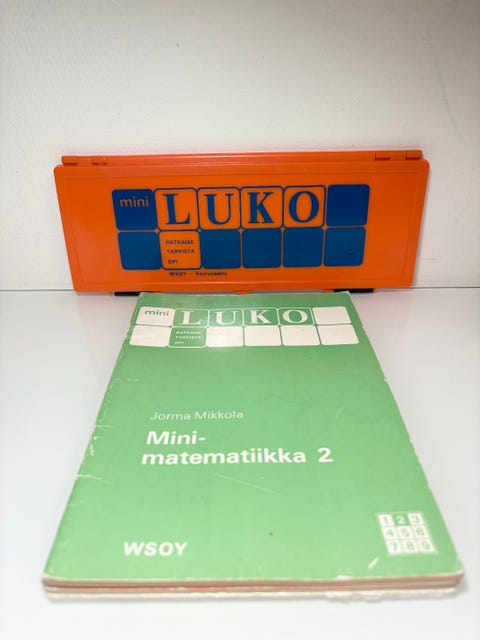 mini LUKO
RATKAISE
TARKISTA
OPI
WSOY – Koulukanava
mini LUKO
RATKAISE
TARKISTA
OPI
Jorma Mikkola
Mini-
matematiikka 2
WSOY
1 2 3
4 5 6
7 8 9